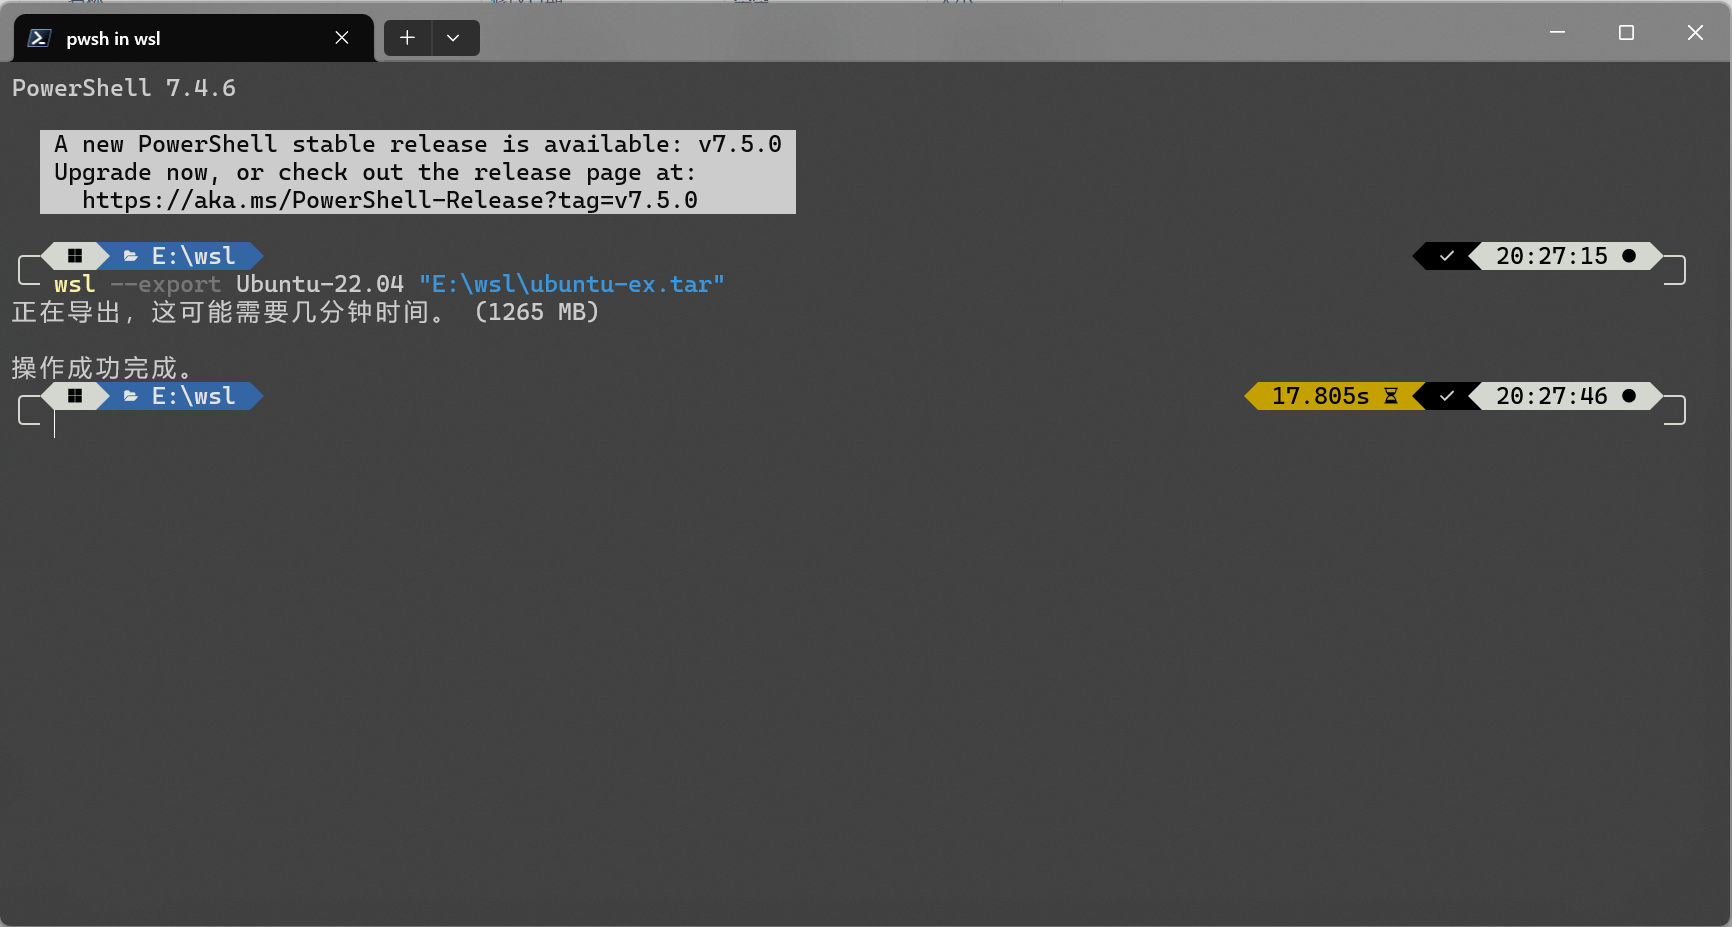 pwsh in wsl
PowerShell 7.4.6
A new PowerShell stable release is available: v7.5.0
Upgrade now, or check out the release page at:
https://aka.ms/PowerShell-Release?tag=v7.5.0
E:\wsl 20:27:15
wsl --export Ubuntu-22.04 "E:\wsl\ubuntu-ex.tar"
正在导出，这可能需要几分钟时间。 (1265 MB)
操作成功完成。
E:\wsl 17.805s 20:27:46